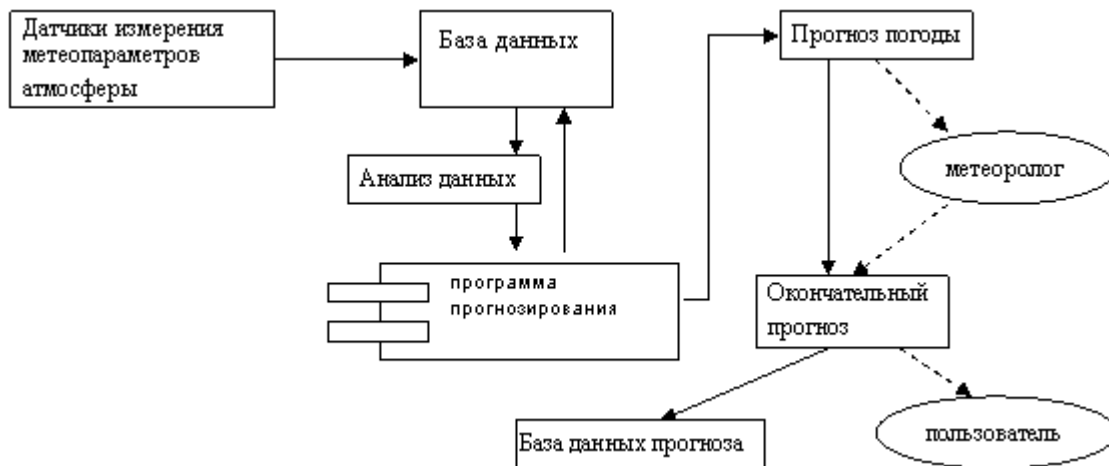 Датчики измерения
метеопараметров
атмосферы
База данных
Прогноз погоды
Анализ данных
метеоролог
программа
прогнозирования
Окончательный
прогноз
База данных прогноза
пользователь